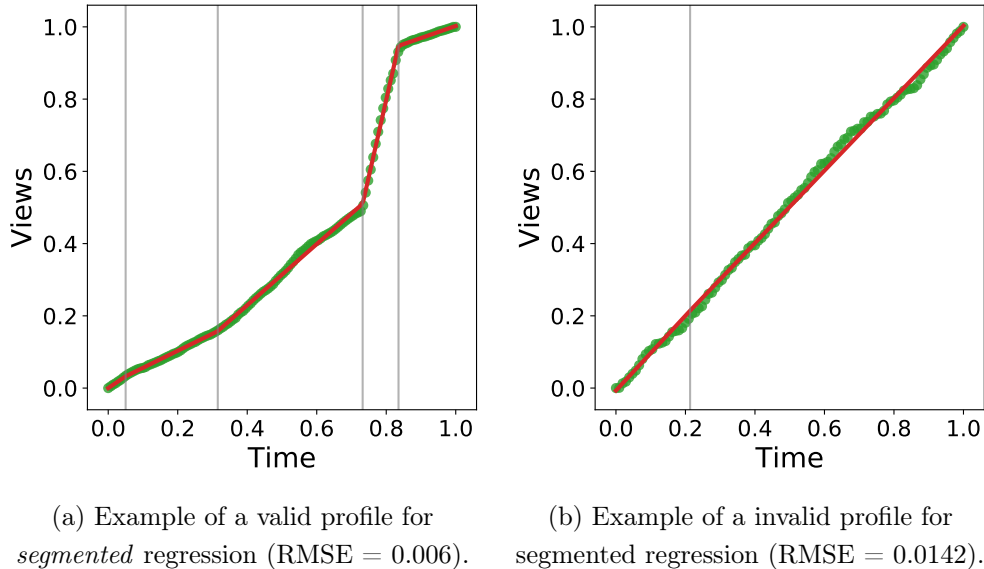 1.0
0.8
0.6
0.4
0.2
0.0
Views
0.0 0.2 0.4 0.6 0.8 1.0
Time
(a) Example of a valid profile for
segmented regression (RMSE = 0.006).
1.0
0.8
0.6
0.4
0.2
0.0
Views
0.0 0.2 0.4 0.6 0.8 1.0
Time
(b) Example of a invalid profile for
segmented regression (RMSE = 0.0142).